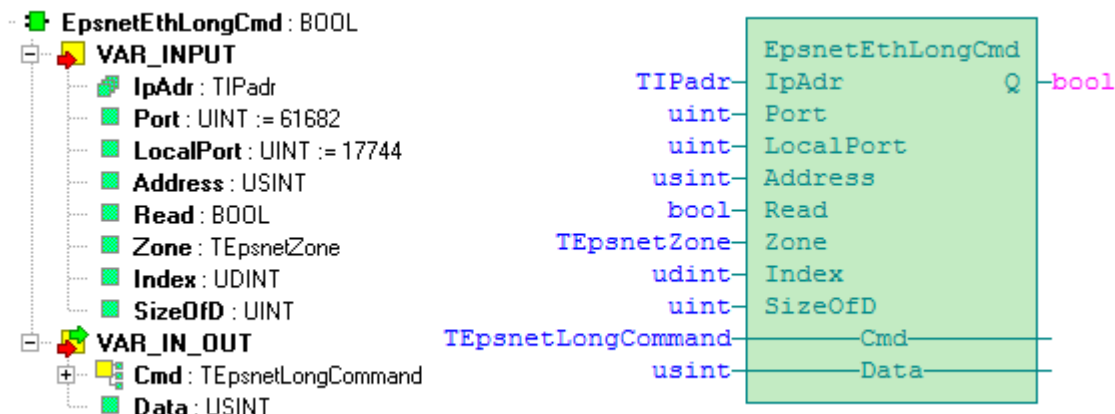 EpsnetEthLongCmd : BOOL
VAR_INPUT
IpAdr : TIPadr
Port : UINT := 61682
LocalPort : UINT := 17744
Address : USINT
Read : BOOL
Zone : TEpsnetZone
Index : UDINT
SizeOfD : UINT
VAR_IN_OUT
Cmd : TEpsnetLongCommand
Data : USINT
EpsnetEthLongCmd
TIPadr IpAdr Q bool
uint Port
uint LocalPort
usint Address
bool Read
TEpsnetZone Zone
udint Index
uint SizeOfD
TEpsnetLongCommand Cmd
usint Data